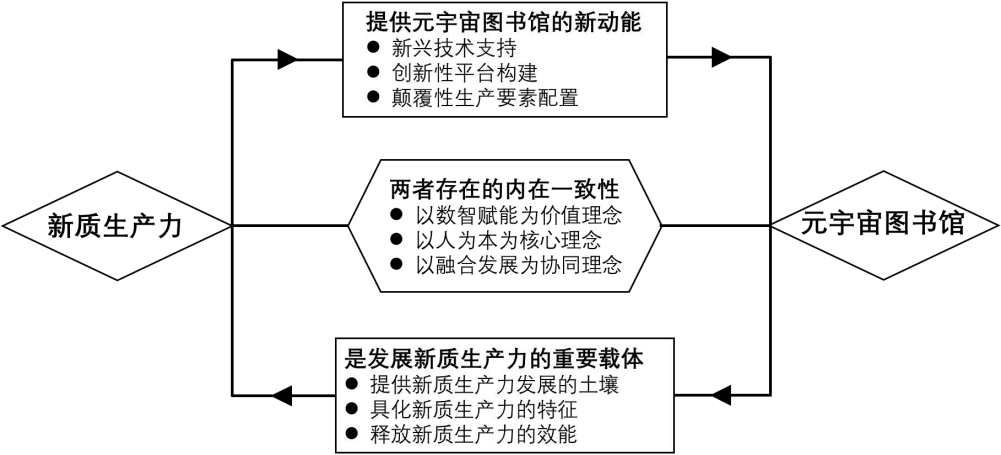 提供元宇宙图书馆的新动能
● 新兴技术支持
● 创新性平台构建
● 颠覆性生产要素配置
新质生产力
两者存在的内在一致性
● 以数智赋能为价值理念
● 以人为本为核心理念
● 以融合发展为协同理念
元宇宙图书馆
是发展新质生产力的重要载体
● 提供新质生产力发展的土壤
● 具化新质生产力的特征
● 释放新质生产力的效能